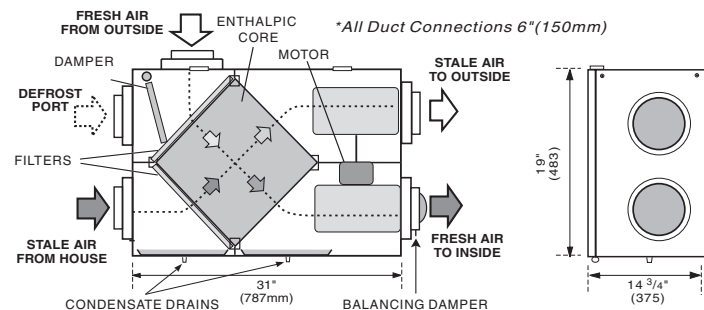 FRESH AIR
FROM OUTSIDE
ENTHALPIC
CORE
*All Duct Connections 6"(150mm)
MOTOR
DAMPER
STALE AIR
TO OUTSIDE
DEFROST
PORT
FILTERS
19"
(483)
STALE AIR
FROM HOUSE
FRESH AIR
TO INSIDE
31"
(787mm)
14 3/4"
(375)
CONDENSATE DRAINS
BALANCING DAMPER